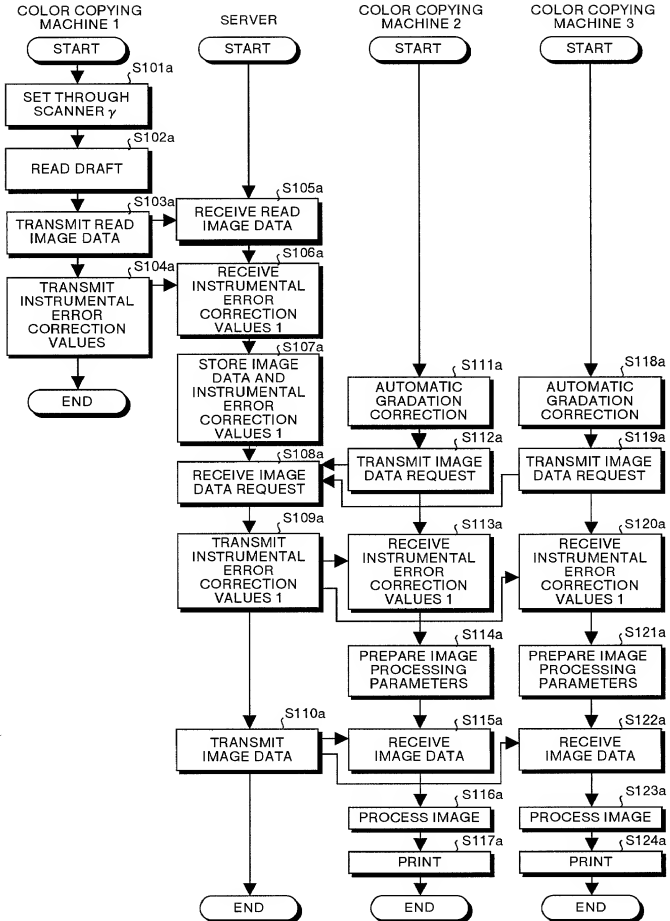 COLOR COPYING
MACHINE 1
START
S101a
SET THROUGH
SCANNER γ
S102a
READ DRAFT
S103a
TRANSMIT READ
IMAGE DATA
S104a
TRANSMIT
INSTRUMENTAL
ERROR
CORRECTION
VALUES
END
SERVER
START
S105a
RECEIVE READ
IMAGE DATA
S106a
RECEIVE
INSTRUMENTAL
ERROR
CORRECTION
VALUES 1
S107a
STORE IMAGE
DATA AND
INSTRUMENTAL
ERROR
CORRECTION
VALUES 1
S108a
RECEIVE IMAGE
DATA REQUEST
S109a
TRANSMIT
INSTRUMENTAL
ERROR
CORRECTION
VALUES 1
S110a
TRANSMIT
IMAGE DATA
END
COLOR COPYING
MACHINE 2
START
S111a
AUTOMATIC
GRADATION
CORRECTION
S112a
TRANSMIT IMAGE
DATA REQUEST
S113a
RECEIVE
INSTRUMENTAL
ERROR
CORRECTION
VALUES 1
S114a
PREPARE IMAGE
PROCESSING
PARAMETERS
S115a
RECEIVE
IMAGE DATA
S116a
PROCESS IMAGE
S117a
PRINT
END
COLOR COPYING
MACHINE 3
START
S118a
AUTOMATIC
GRADATION
CORRECTION
S119a
TRANSMIT IMAGE
DATA REQUEST
S120a
RECEIVE
INSTRUMENTAL
ERROR
CORRECTION
VALUES 1
S121a
PREPARE IMAGE
PROCESSING
PARAMETERS
S122a
RECEIVE
IMAGE DATA
S123a
PROCESS IMAGE
S124a
PRINT
END